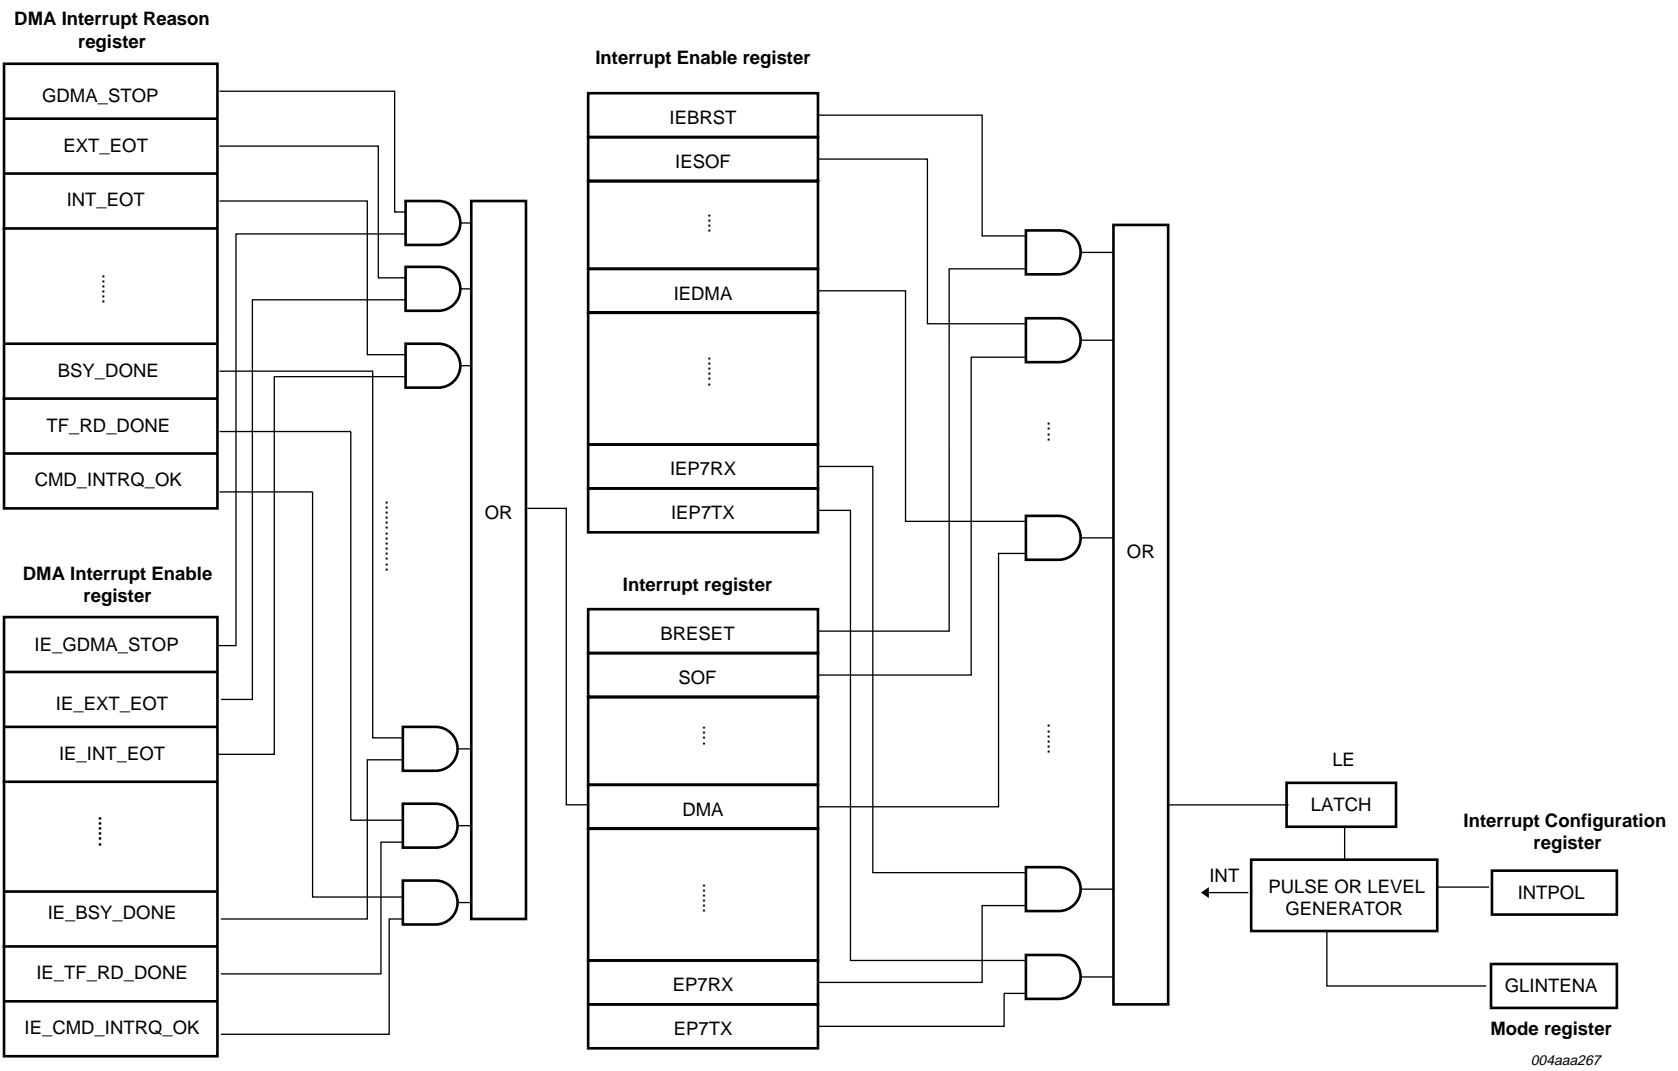 DMA Interrupt Reason
register
GDMA_STOP
EXT_EOT
INT_EOT
BSY_DONE
TF_RD_DONE
CMD_INTRQ_OK
DMA Interrupt Enable
register
IE_GDMA_STOP
IE_EXT_EOT
IE_INT_EOT
IE_BSY_DONE
IE_TF_RD_DONE
IE_CMD_INTRQ_OK
OR
Interrupt Enable register
IEBRST
IESOF
IEDMA
IEP7RX
IEP7TX
Interrupt register
BRESET
SOF
DMA
EP7RX
EP7TX
OR
LE
LATCH
INT
PULSE OR LEVEL
GENERATOR
Interrupt Configuration
register
INTPOL
GLINTENA
Mode register
004aaa267